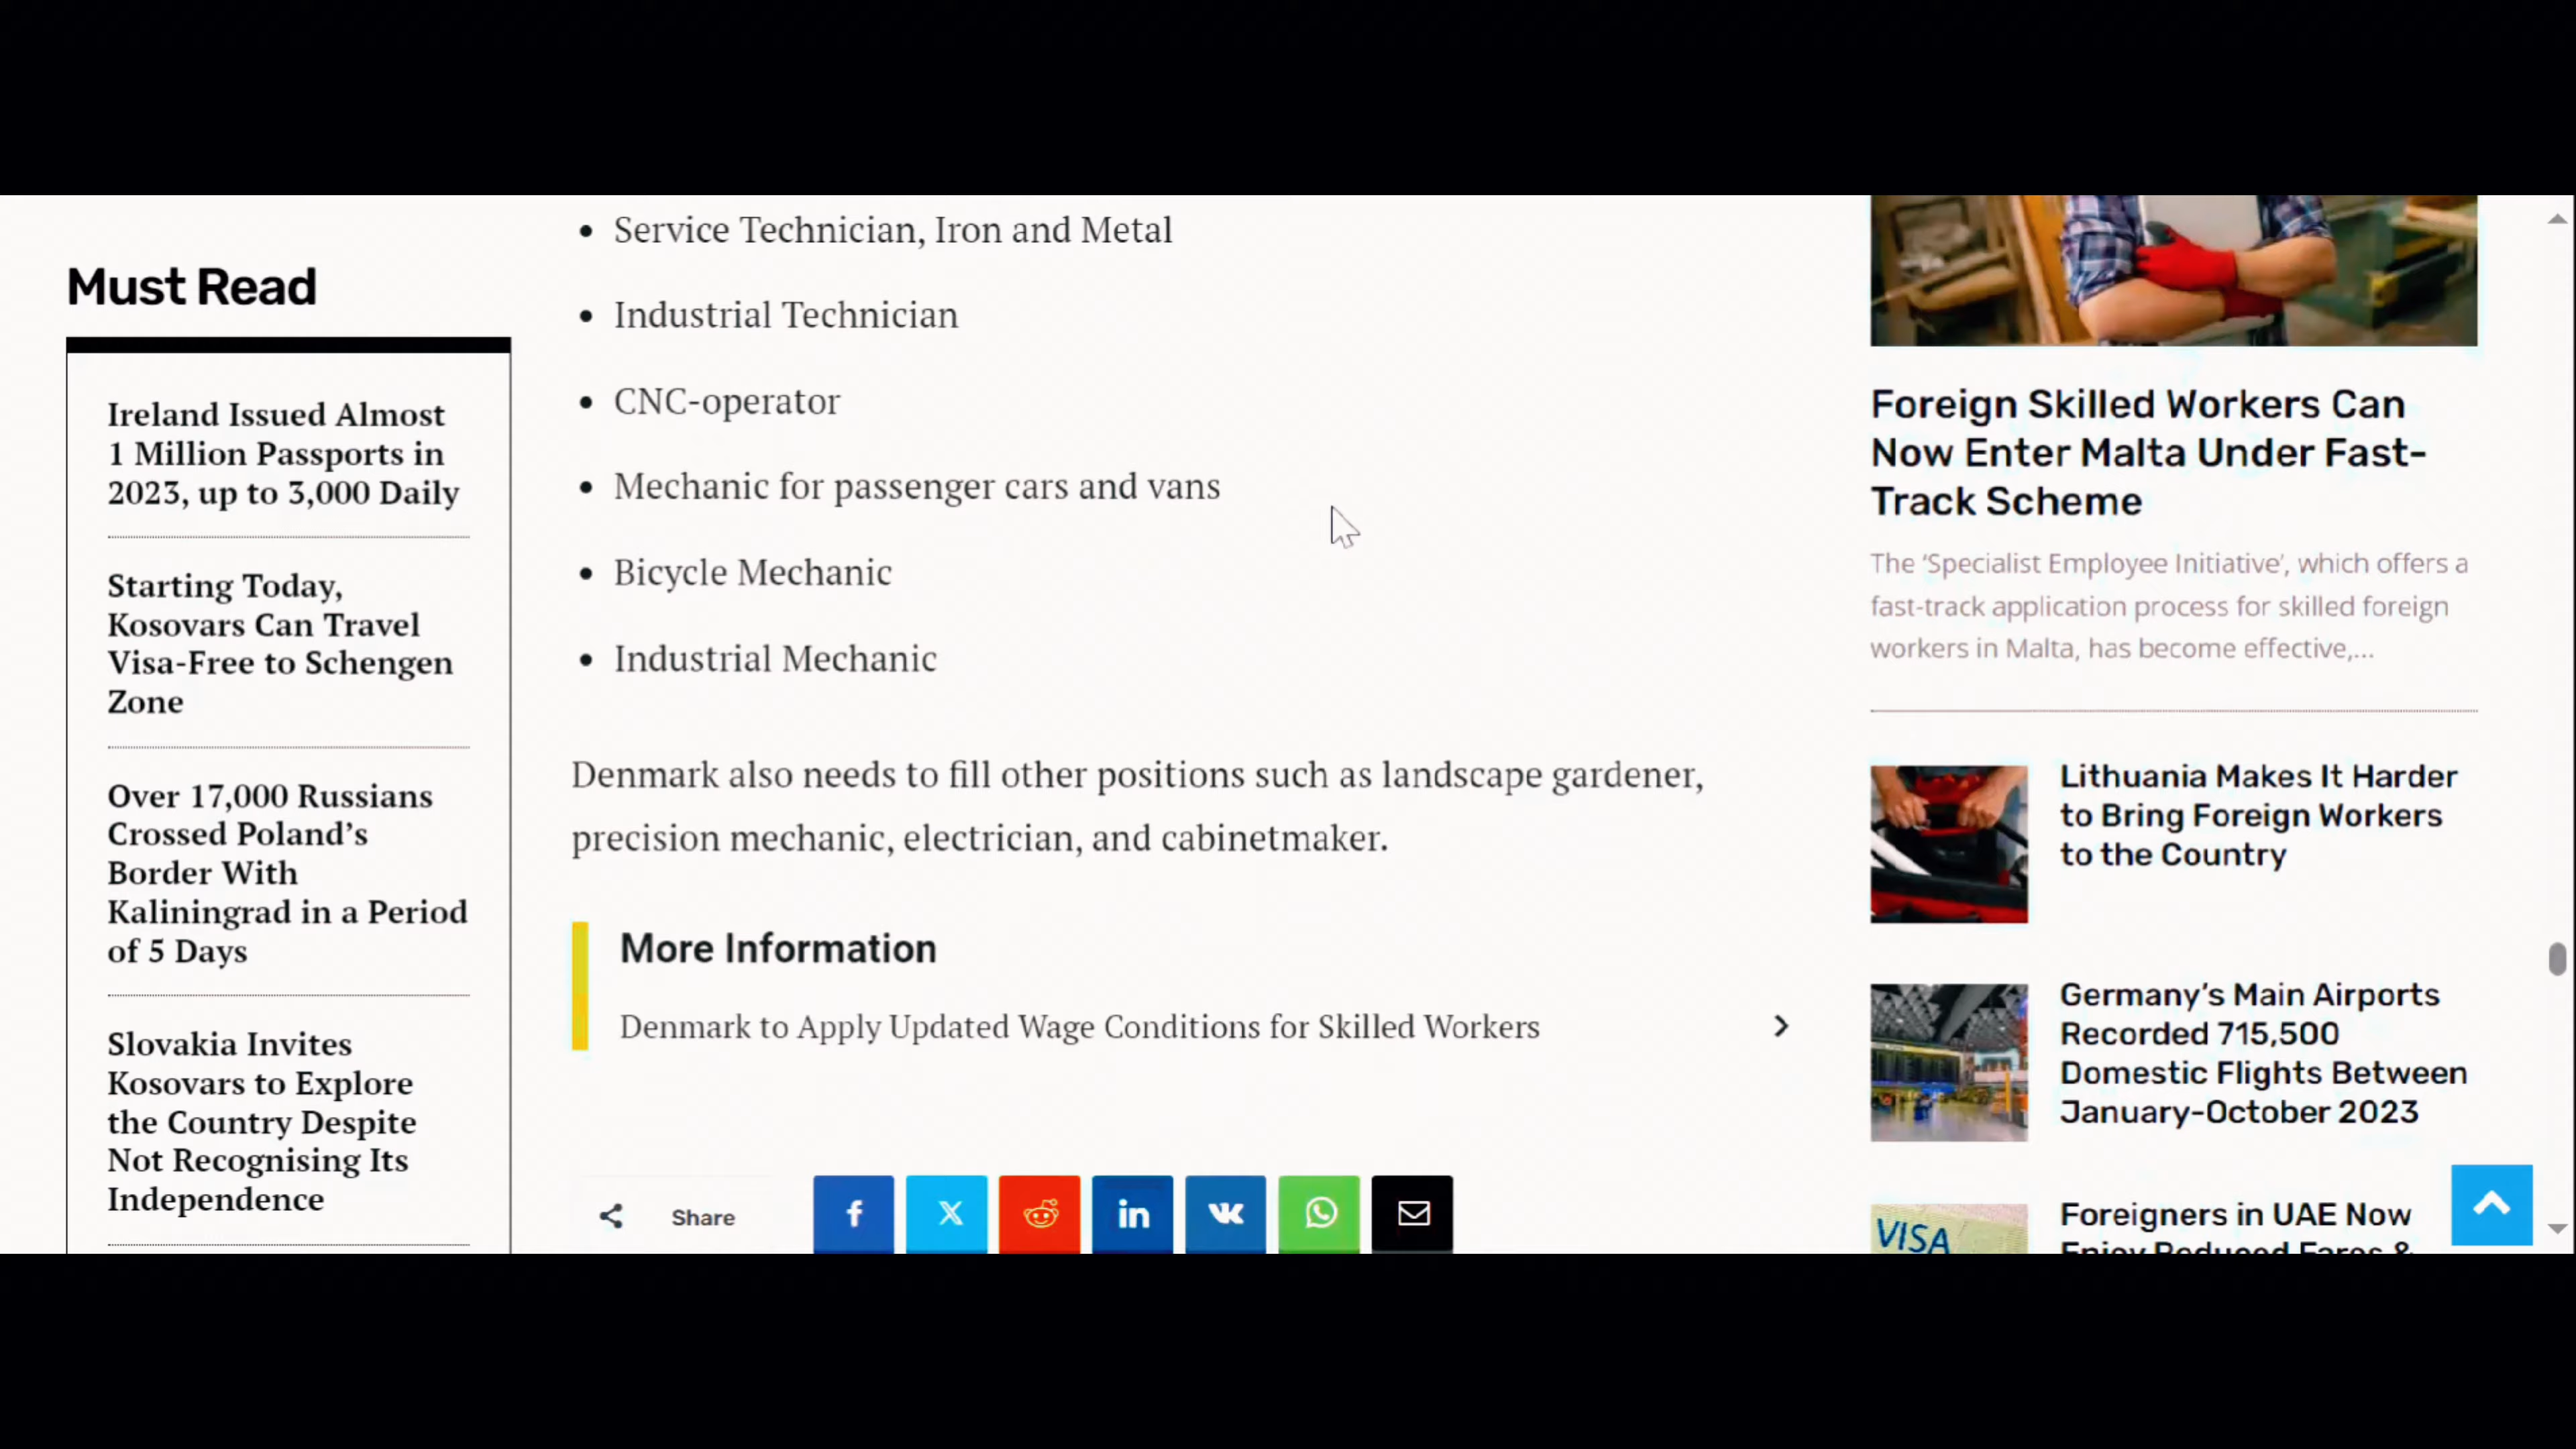 Must Read
Ireland Issued Almost
1 Million Passports in
2023, up to 3,000 Daily
Starting Today,
Kosovars Can Travel
Visa-Free to Schengen
Zone
Over 17,000 Russians
Crossed Poland’s
Border With
Kaliningrad in a Period
of 5 Days
Slovakia Invites
Kosovars to Explore
the Country Despite
Not Recognising Its
Independence
• Service Technician, Iron and Metal
• Industrial Technician
• CNC-operator
• Mechanic for passenger cars and vans
• Bicycle Mechanic
• Industrial Mechanic
Denmark also needs to fill other positions such as landscape gardener,
precision mechanic, electrician, and cabinetmaker.
More Information
Denmark to Apply Updated Wage Conditions for Skilled Workers
Share
Foreign Skilled Workers Can
Now Enter Malta Under Fast-
Track Scheme
The ‘Specialist Employee Initiative’, which offers a
fast-track application process for skilled foreign
workers in Malta, has become effective,...
Lithuania Makes It Harder
to Bring Foreign Workers
to the Country
Germany’s Main Airports
Recorded 715,500
Domestic Flights Between
January-October 2023
VISA
Foreigners in UAE Now
Enjoy Reduced Fares &